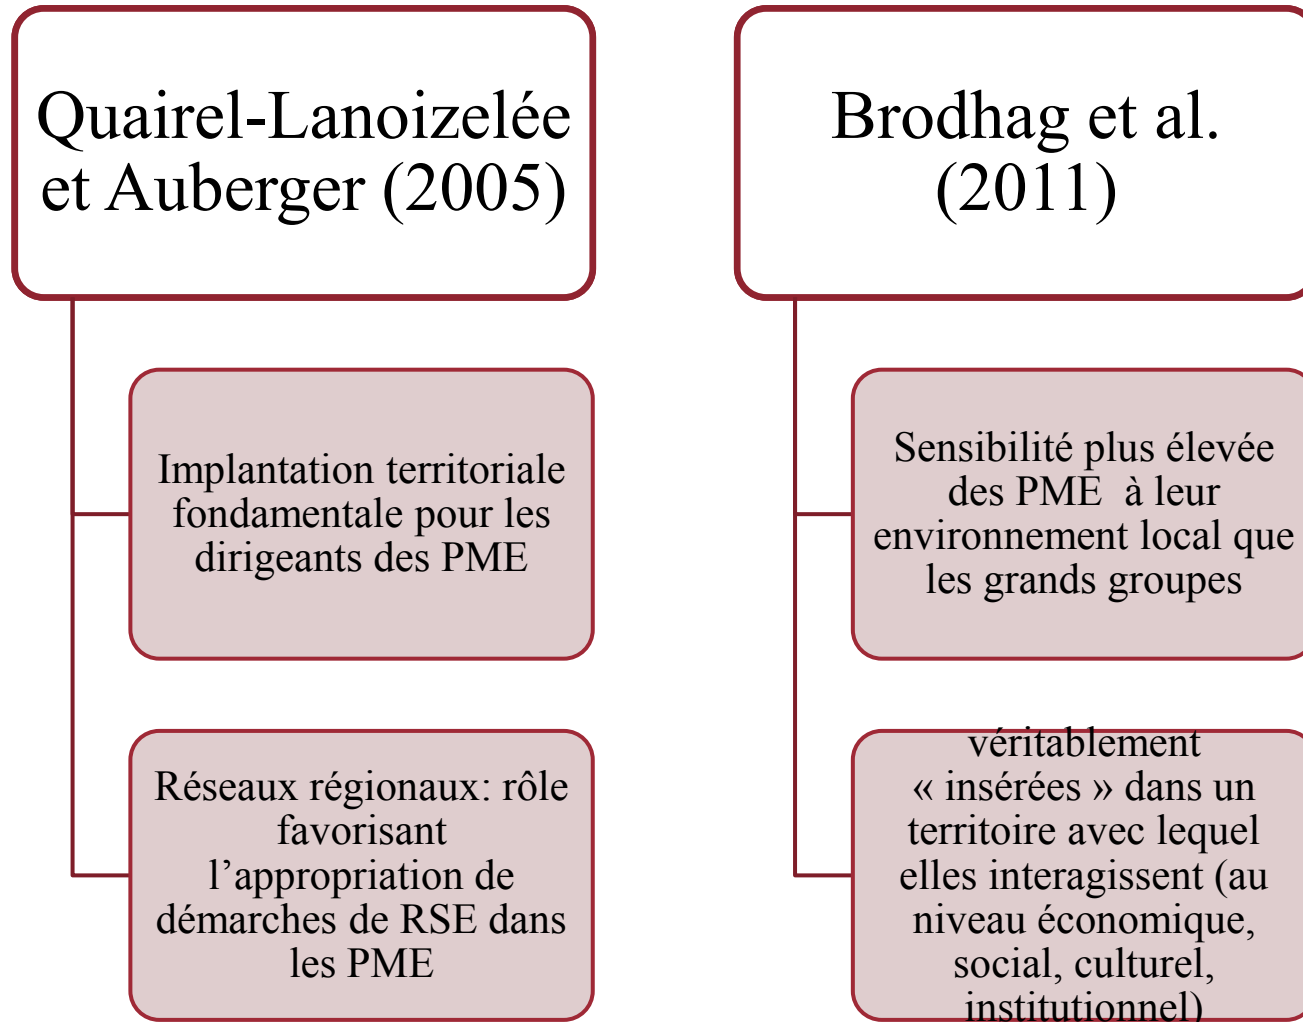 Quairel-Lanoizelée
et Auberger (2005)
Implantation territoriale
fondamentale pour les
dirigeants des PME
Réseaux régionaux: rôle
favorisant
l’appropriation de
démarches de RSE dans
les PME
Brodhag et al.
(2011)
Sensibilité plus élevée
des PME  à leur
environnement local que
les grands groupes
véritablement
« insérées » dans un
territoire avec lequel
elles interagissent (au
niveau économique,
social, culturel,
institutionnel)